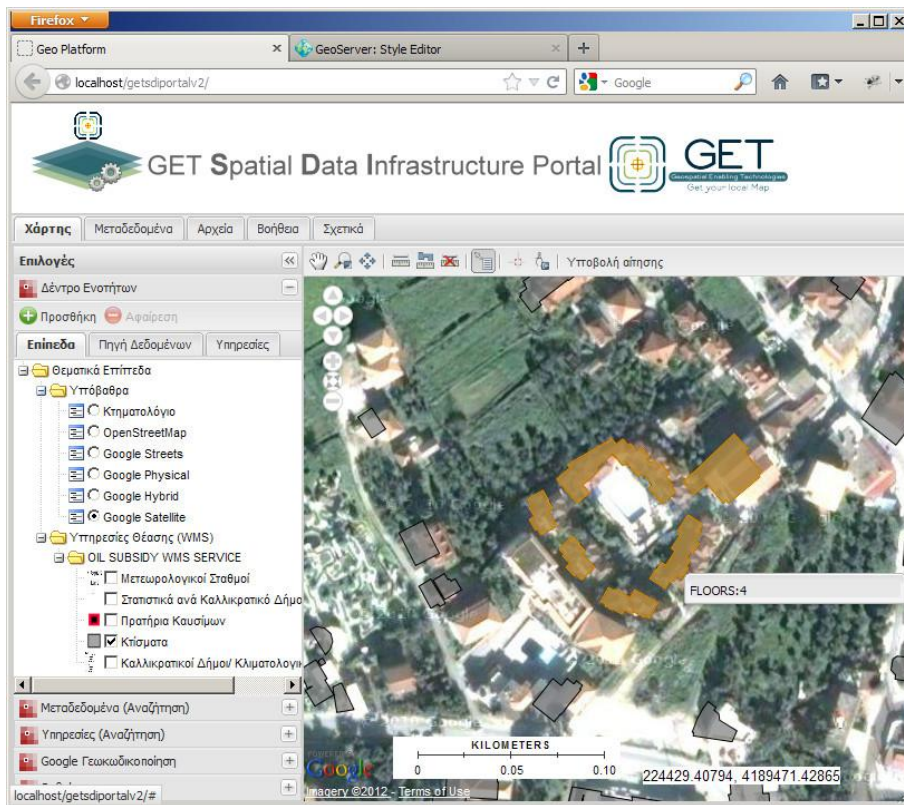 Firefox
Geo Platform
GeoServer: Style Editor
localhost/getsdiportalv2/
Google
GET Spatial Data Infrastructure Portal
GET
Geospatial Enabling Technologies
Get your local Map
Χάρτης
Μεταδεδομένα
Αρχεία
Βοήθεια
Σχετικά
Επιλογές
Υποβολή αίτησης
Δέντρο Ενοτήτων
Προσθήκη
Αφαίρεση
Επίπεδα
Πηγή Δεδομένων
Υπηρεσίες
Θεματικά Επίπεδα
Υπόβαθρα
Κτηματολόγιο
OpenStreetMap
Google Streets
Google Physical
Google Hybrid
Google Satellite
Υπηρεσίες Θέασης (WMS)
OIL SUBSIDY WMS SERVICE
Μετεωρολογικοί Σταθμοί
Στατιστικά ανά Καλλικρατικό Δήμο
Πρατήρια Καυσίμων
Κτίσματα
Καλλικρατικοί Δήμοι/ Κλιματολογι
FLOORS:4
Μεταδεδομένα (Αναζήτηση)
Υπηρεσίες (Αναζήτηση)
Google Γεωκωδικοποίηση
localhost/getsdiportalv2/#
KILOMETERS
0 0.05 0.10
POWERED BY
Google
224429.40794, 4189471.42865
Imagery ©2012 - Terms of Use